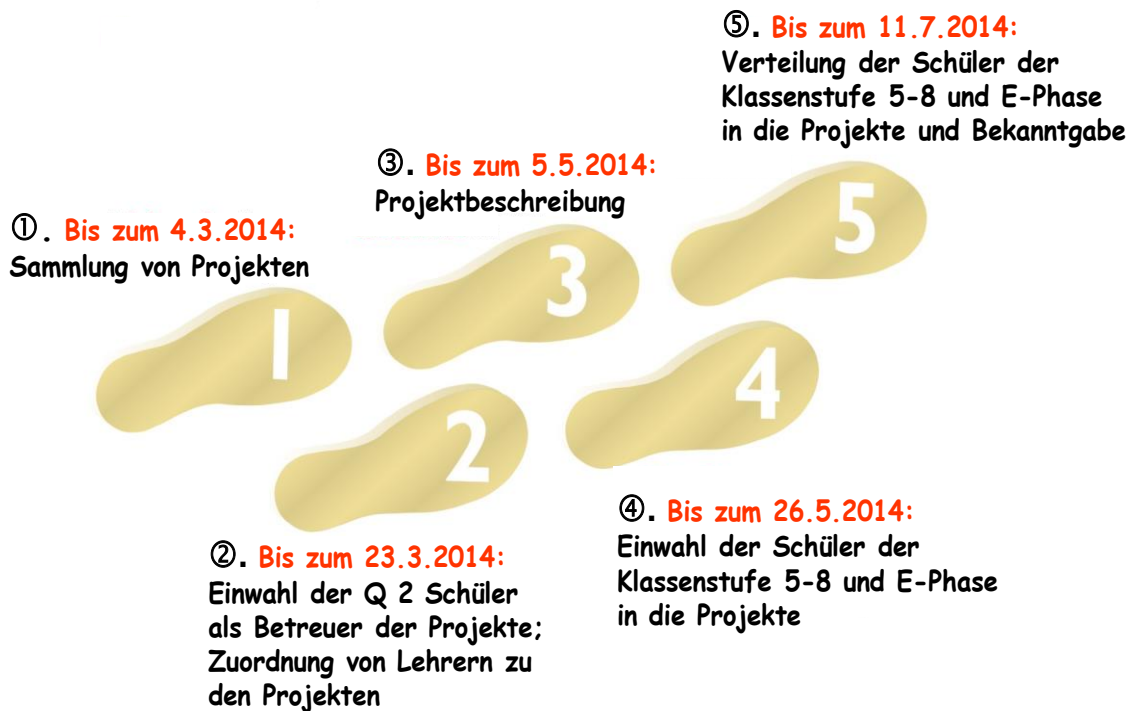 ①. Bis zum 4.3.2014:
Sammlung von Projekten
1
②. Bis zum 23.3.2014:
Einwahl der Q 2 Schüler
als Betreuer der Projekte;
Zuordnung von Lehrern zu
den Projekten
2
③. Bis zum 5.5.2014:
Projektbeschreibung
3
④. Bis zum 26.5.2014:
Einwahl der Schüler der
Klassenstufe 5-8 und E-Phase
in die Projekte
4
⑤. Bis zum 11.7.2014:
Verteilung der Schüler der
Klassenstufe 5-8 und E-Phase
in die Projekte und Bekanntgabe
5